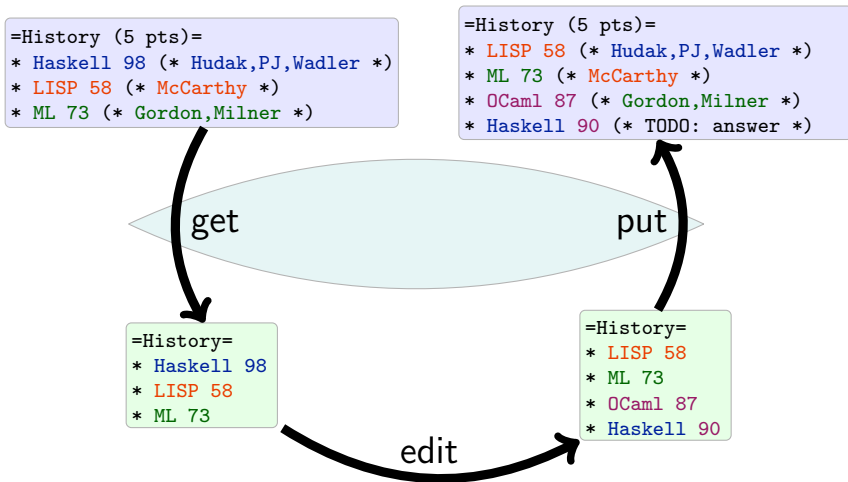 =History (5 pts)=
* Haskell 98 (* Hudak,PJ,Wadler *)
* LISP 58 (* McCarthy *)
* ML 73 (* Gordon,Milner *)
=History (5 pts)=
* LISP 58 (* Hudak,PJ,Wadler *)
* ML 73 (* McCarthy *)
* OCaml 87 (* Gordon,Milner *)
* Haskell 90 (* TODO: answer *)
get
put
=History=
* Haskell 98
* LISP 58
* ML 73
=History=
* LISP 58
* ML 73
* OCaml 87
* Haskell 90
edit